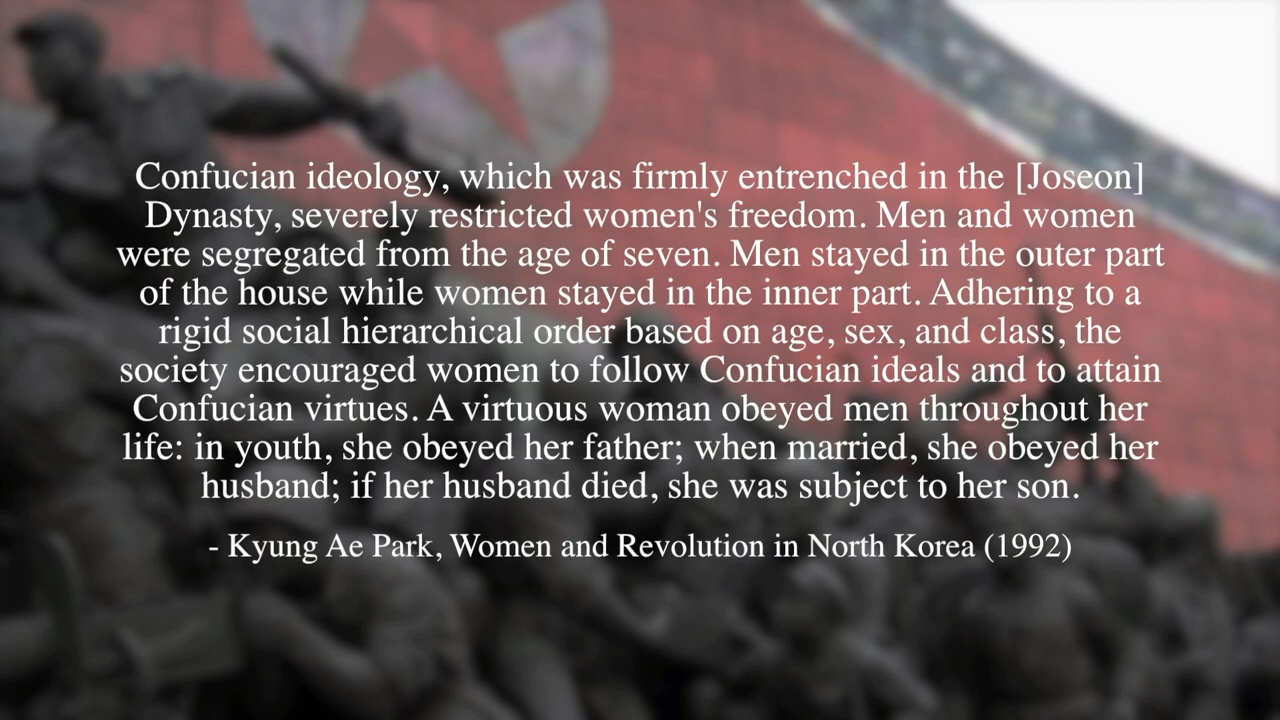 Confucian ideology, which was firmly entrenched in the [Joseon]
Dynasty, severely restricted women's freedom. Men and women
were segregated from the age of seven. Men stayed in the outer part
of the house while women stayed in the inner part. Adhering to a
rigid social hierarchical order based on age, sex, and class, the
society encouraged women to follow Confucian ideals and to attain
Confucian virtues. A virtuous woman obeyed men throughout her
life: in youth, she obeyed her father; when married, she obeyed her
husband; if her husband died, she was subject to her son.
- Kyung Ae Park, Women and Revolution in North Korea (1992)